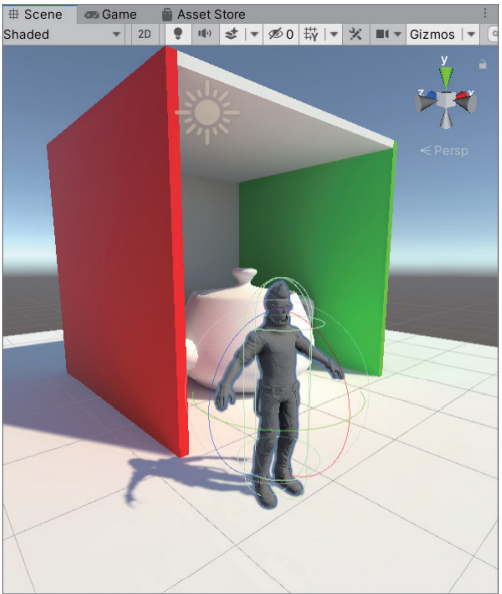 Scene Game Asset Store
Shaded 2D 0 Gizmos
y
z x
Persp